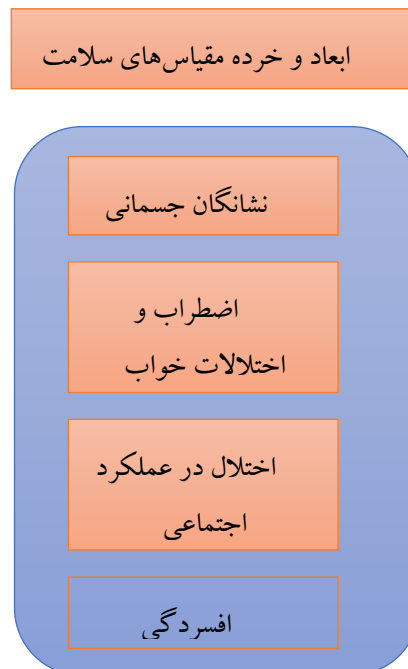 ابعاد و خرده مقیاس‌های سلامت
نشانگان جسمانی
اضطراب و
اختلالات خواب
اختلال در عملکرد
اجتماعی
افسردگی